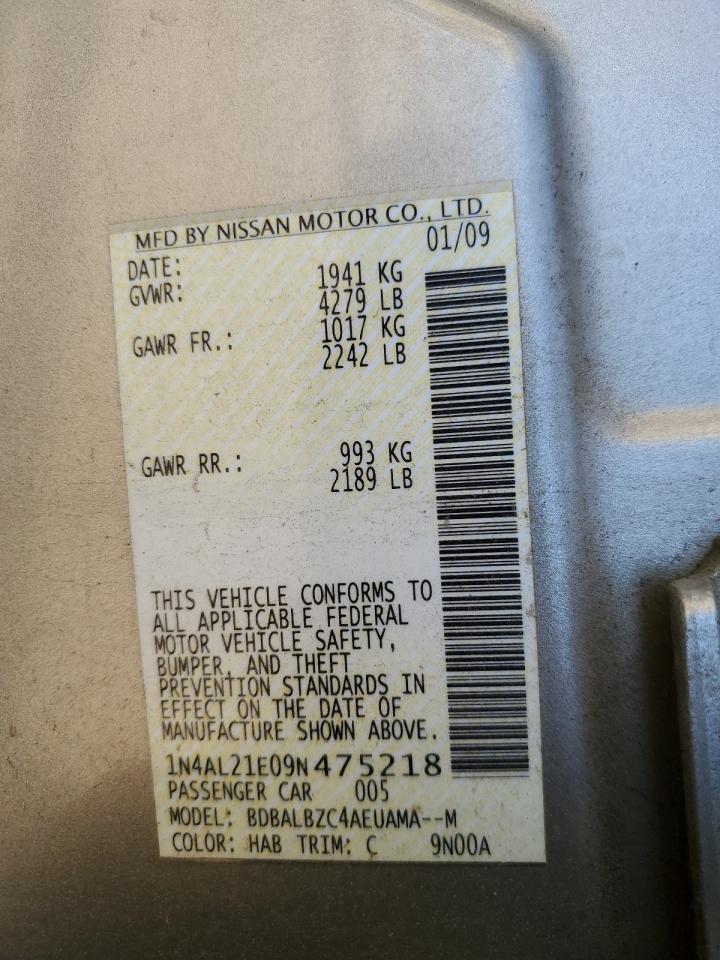 MFD BY NISSAN MOTOR CO., LTD.
DATE: 01/09
GVWR: 1941 KG
4279 LB
GAWR FR.: 1017 KG
2242 LB
GAWR RR.: 993 KG
2189 LB
THIS VEHICLE CONFORMS TO
ALL APPLICABLE FEDERAL
MOTOR VEHICLE SAFETY,
BUMPER, AND THEFT
PREVENTION STANDARDS IN
EFFECT ON THE DATE OF
MANUFACTURE SHOWN ABOVE.
1N4AL21E09N475218
PASSENGER CAR 005
MODEL: BDBALBZC4AEUAMA--M
COLOR: HAB TRIM: C 9N00A